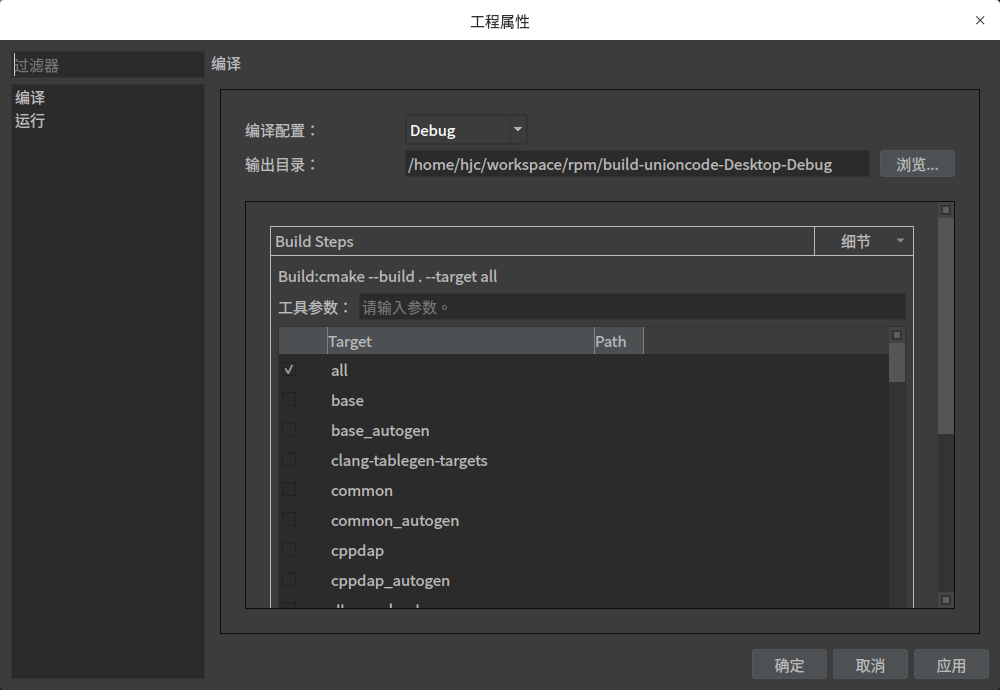 工程属性
过滤器
编译
编译
运行
编译配置：
Debug
输出目录：
/home/hjc/workspace/rpm/build-unioncode-Desktop-Debug
浏览...
Build Steps
细节
Build:cmake --build . --target all
工具参数：
请输入参数。
Target Path
all
base
base_autogen
clang-tablegen-targets
common
common_autogen
cppdap
cppdap_autogen
确定 取消 应用